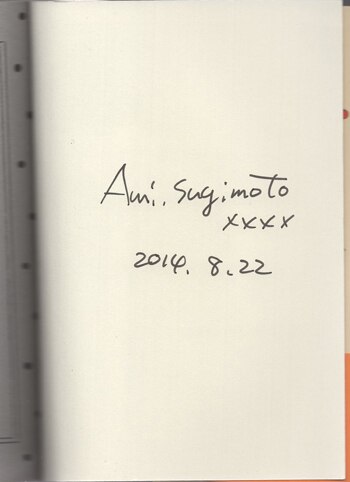 Ami. Sugimoto
xxxx
2014. 8.22